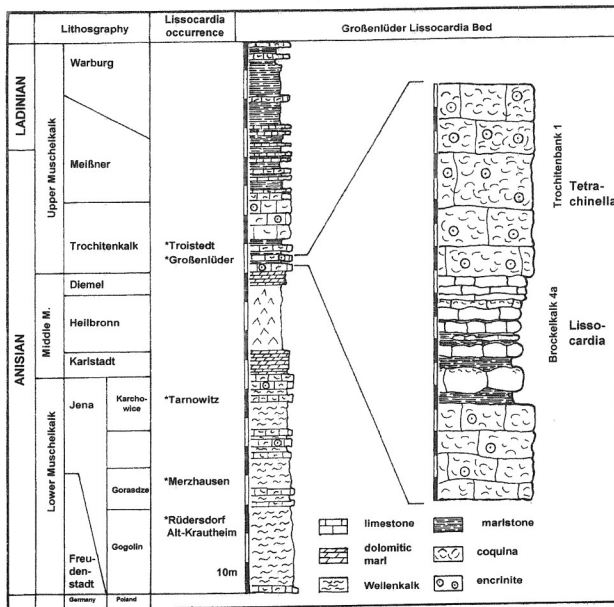 Lithosgraphy
Lissocardia
occurrence
Großenlüder Lissocardia Bed
LADINIAN
ANISIAN
Upper Muschelkalk
Middle M.
Lower Muschelkalk
Warburg
Meißner
Trochitenkalk
Diemel
Heilbronn
Karlstadt
Jena
Karcho-
wice
Gorasdze
Gogolin
Freu-
den-
stadt
Germany
Poland
*Troistedt
*Großenlüder
*Tarnowitz
*Merzhausen
*Rüdersdorf
Alt-Krautheim
10m
Trochitenbank 1
Tetra-
chinella
Brockelkalk 4a
Lisso-
cardia
limestone
dolomitic
marl
Wellenkalk
marlstone
coquina
encrinite